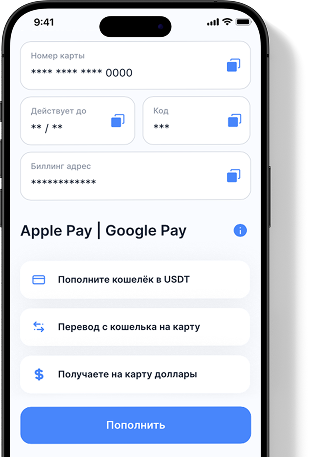 9:41
Номер карты
**** **** **** 0000
Действует до
** / **
Код
***
Биллинг адрес
************
Apple Pay | Google Pay
Пополните кошелёк в USDT
Перевод с кошелька на карту
Получаете на карту доллары
Пополнить